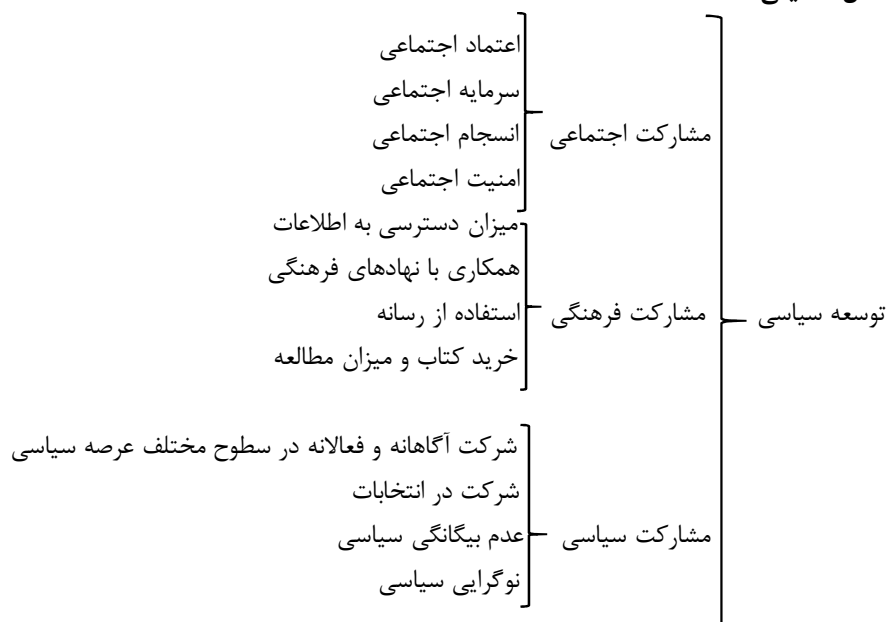 اعتماد اجتماعی
سرمایه اجتماعی
مشارکت اجتماعی
انسجام اجتماعی
امنیت اجتماعی
میزان دسترسی به اطلاعات
همکاری با نهادهای فرهنگی
توسعه سیاسی
مشارکت فرهنگی
استفاده از رسانه
خرید کتاب و میزان مطالعه
شرکت آگاهانه و فعالانه در سطوح مختلف عرصه سیاسی
شرکت در انتخابات
مشارکت سیاسی
عدم بیگانگی سیاسی
نوگرایی سیاسی